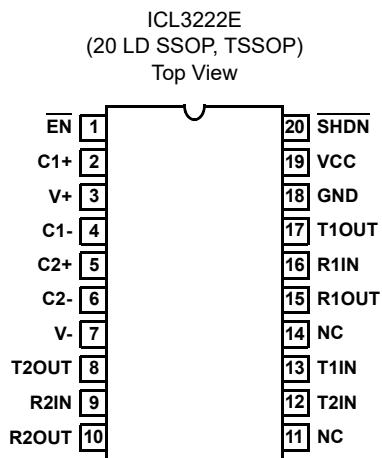 ICL3222E
(20 LD SSOP, TSSOP)
Top View
EN 1 20 SHDN
C1+ 2 19 VCC
V+ 3 18 GND
C1- 4 17 T1OUT
C2+ 5 16 R1IN
C2- 6 15 R1OUT
V- 7 14 NC
T2OUT 8 13 T1IN
R2IN 9 12 T2IN
R2OUT 10 11 NC